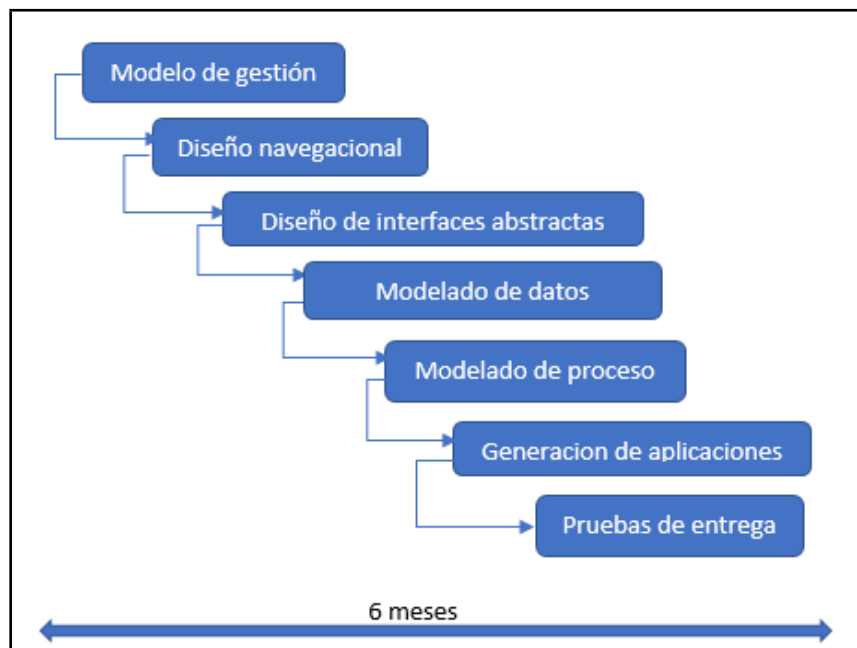 Modelo de gestión
Diseño navegacional
Diseño de interfaces abstractas
Modelado de datos
Modelado de proceso
Generacion de aplicaciones
Pruebas de entrega
6 meses